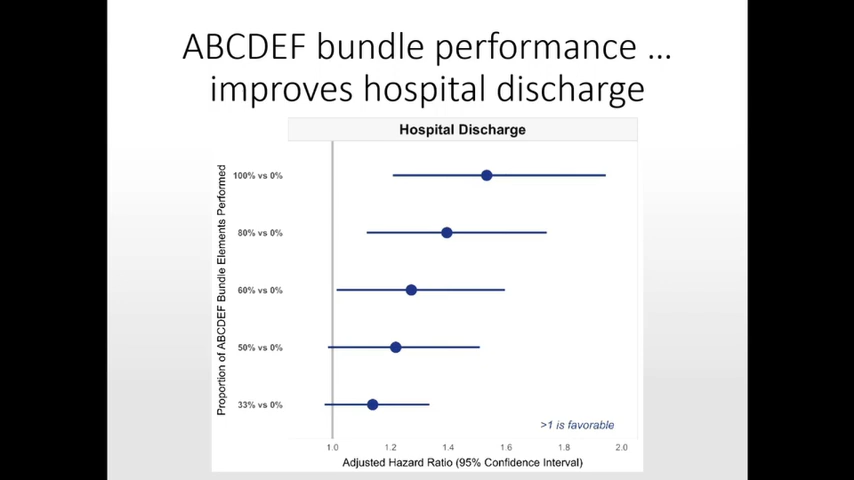 ABCDEF bundle performance ...
improves hospital discharge
Hospital Discharge
Proportion of ABCDEF Bundle Elements Performed
100% vs 0%
80% vs 0%
60% vs 0%
50% vs 0%
33% vs 0%
>1 is favorable
1.0 1.2 1.4 1.6 1.8 2.0
Adjusted Hazard Ratio (95% Confidence Interval)